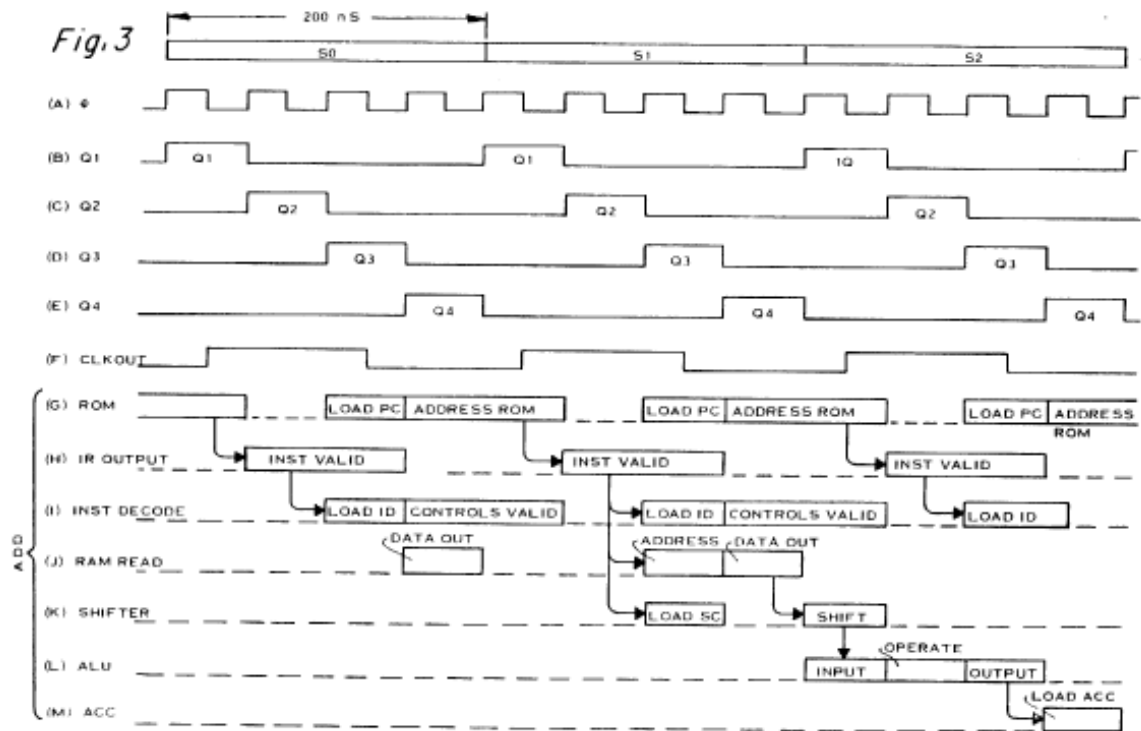 Fig. 3
200 nS
S0 S1 S2
(A) Φ
(B) Q1 Q1 Q1 1Q
(C) Q2 Q2 Q2 Q2
(D) Q3 Q3 Q3 Q3
(E) Q4 Q4 Q4 Q4
(F) CLKOUT
(G) ROM LOAD PC ADDRESS ROM LOAD PC ADDRESS ROM LOAD PC ADDRESS
ROM
(H) IR OUTPUT INST VALID INST VALID INST VALID
(I) INST DECODE LOAD ID CONTROLS VALID LOAD ID CONTROLS VALID LOAD ID
DATA OUT ADDRESS DATA OUT
(J) RAM READ
ADD
(K) SHIFTER LOAD SC SHIFT
OPERATE
(L) ALU INPUT OUTPUT
LOAD ACC
(M) ACC